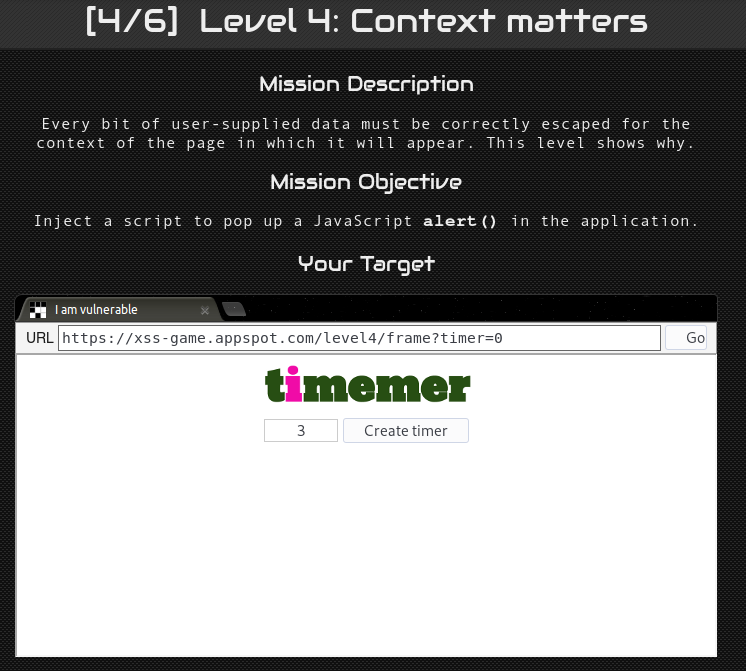 [4/6] Level 4: Context matters
Mission Description
Every bit of user-supplied data must be correctly escaped for the
context of the page in which it will appear. This level shows why.
Mission Objective
Inject a script to pop up a JavaScript alert() in the application.
Your Target
I am vulnerable
URL https://xss-game.appspot.com/level4/frame?timer=0 Go
timemer
3 Create timer